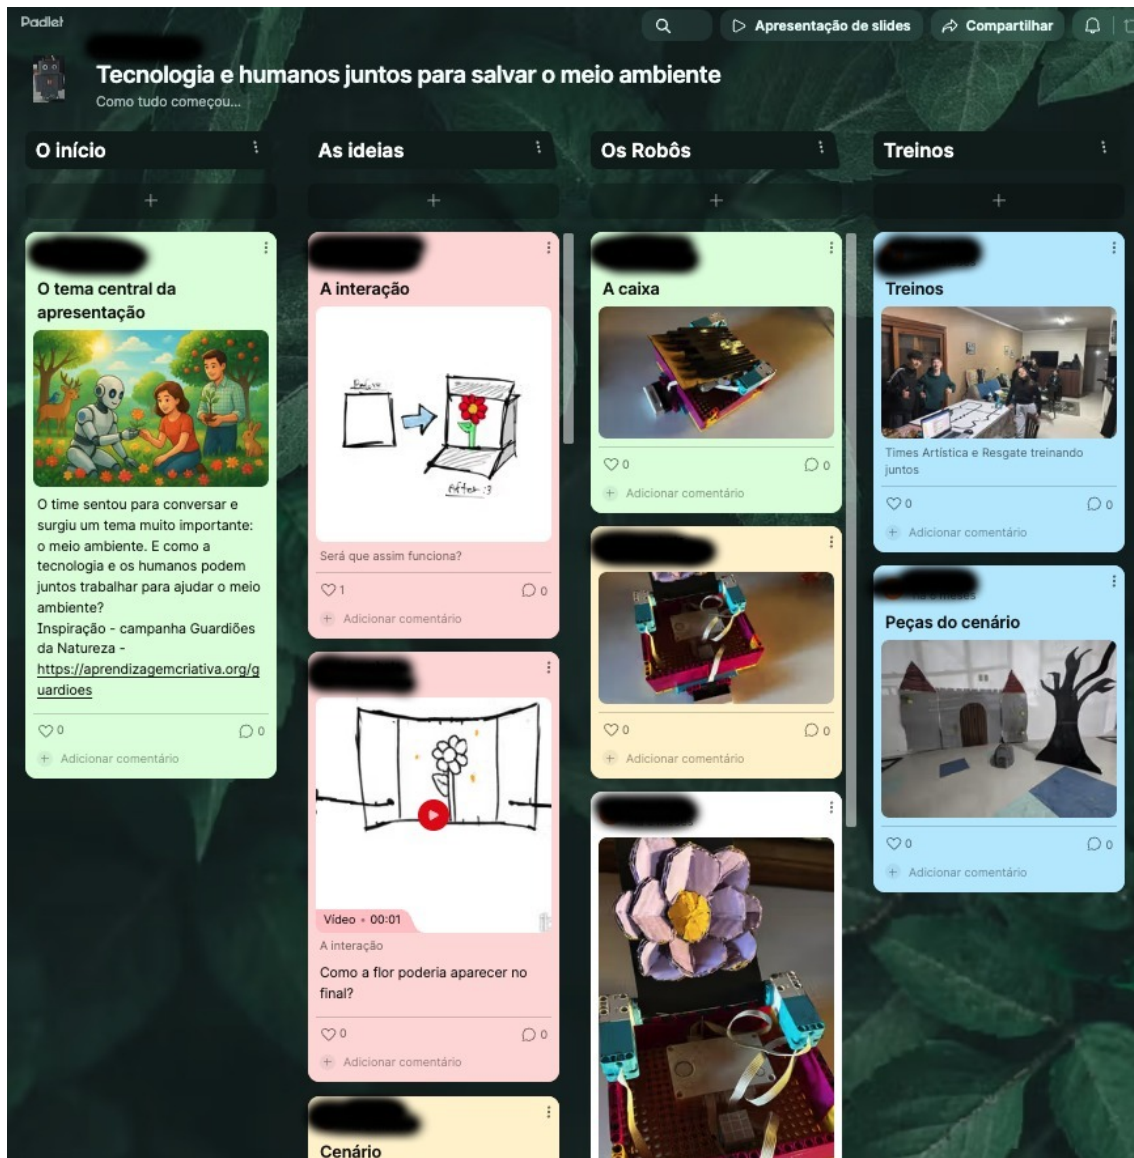 Padlet
Apresentação de slides
Compartilhar
Tecnologia e humanos juntos para salvar o meio ambiente
Como tudo começou...
O início
As ideias
Os Robôs
Treinos
O tema central da
apresentação
O time sentou para conversar e
surgiu um tema muito importante:
o meio ambiente. E como a
tecnologia e os humanos podem
juntos trabalhar para ajudar o meio
ambiente?
Inspiração - campanha Guardiões
da Natureza -
https://aprendizagemcriativa.org/g
uardioes
0
0
Adicionar comentário
A interação
After :3
Será que assim funciona?
1
0
Adicionar comentário
Vídeo • 00:01
A interação
Como a flor poderia aparecer no
final?
0
0
Adicionar comentário
Cenário
A caixa
0
0
Adicionar comentário
0
0
Adicionar comentário
Treinos
Times Artística e Resgate treinando
juntos
0
0
Adicionar comentário
Peças do cenário
0
0
Adicionar comentário